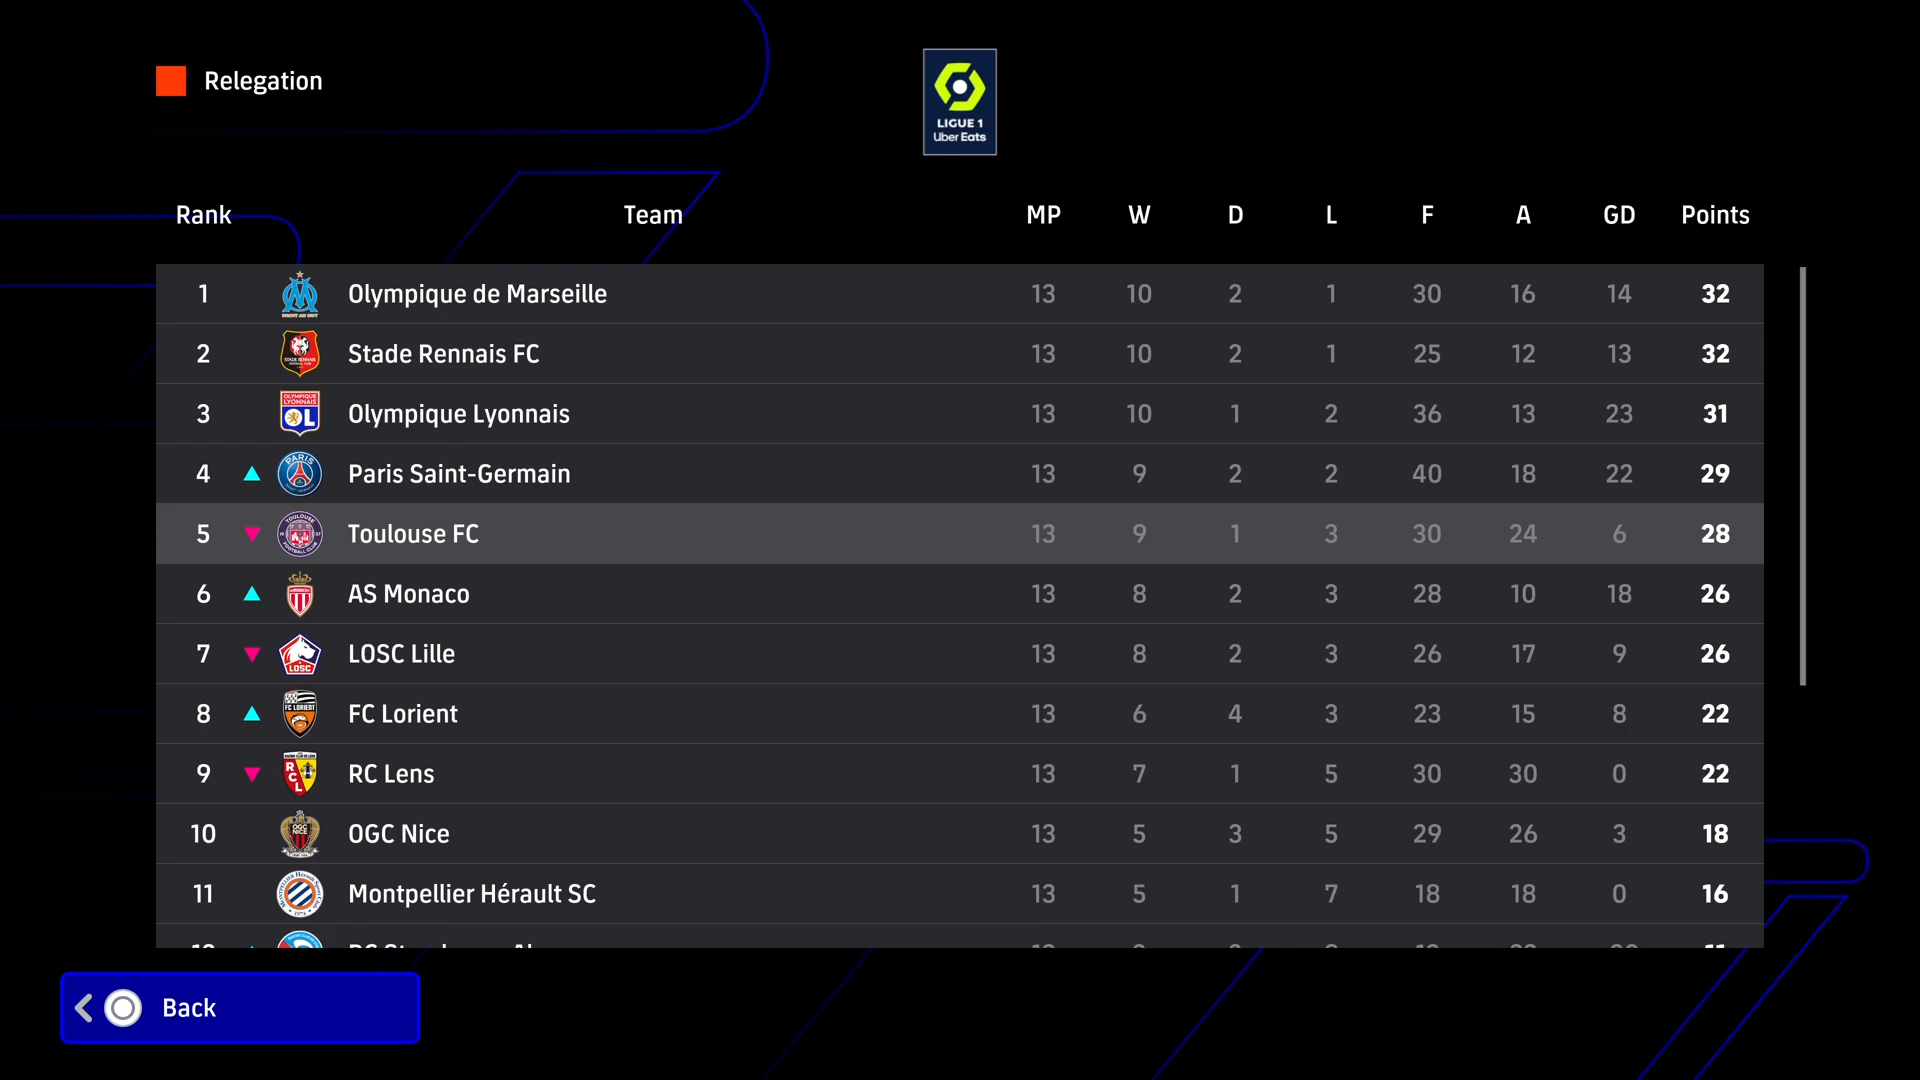 Relegation
LIGUE 1
Uber Eats
Rank Team MP W D L F A GD Points
1 Olympique de Marseille 13 10 2 1 30 16 14 32
2 Stade Rennais FC 13 10 2 1 25 12 13 32
3 Olympique Lyonnais 13 10 1 2 36 13 23 31
4 Paris Saint-Germain 13 9 2 2 40 18 22 29
5 Toulouse FC 13 9 1 3 30 24 6 28
6 AS Monaco 13 8 2 3 28 10 18 26
7 LOSC Lille 13 8 2 3 26 17 9 26
8 FC Lorient 13 6 4 3 23 15 8 22
9 RC Lens 13 7 1 5 30 30 0 22
10 OGC Nice 13 5 3 5 29 26 3 18
11 Montpellier Hérault SC 13 5 1 7 18 18 0 16
Back